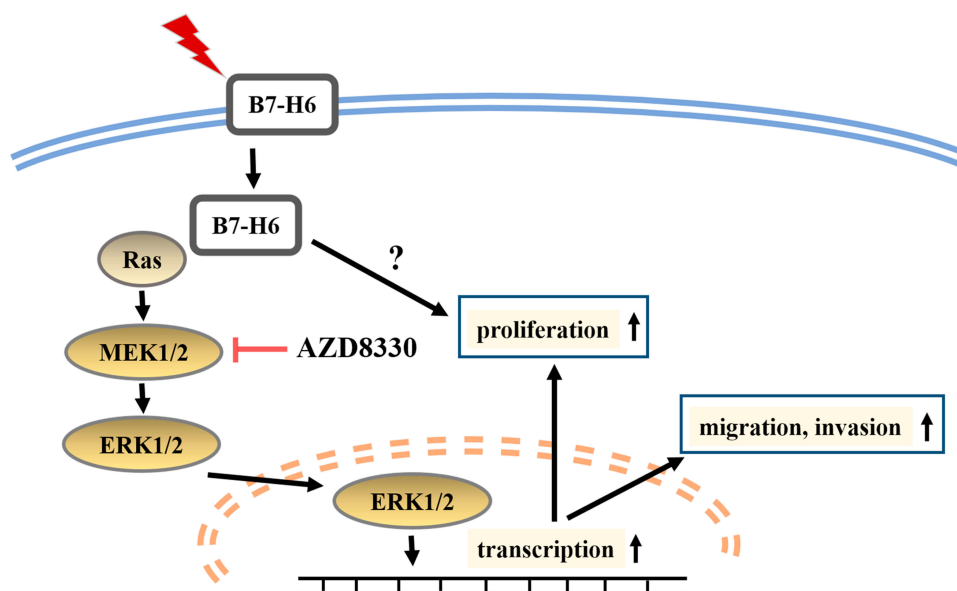 B7-H6
B7-H6
Ras
?
proliferation
MEK1/2
AZD8330
migration, invasion
ERK1/2
ERK1/2
transcription